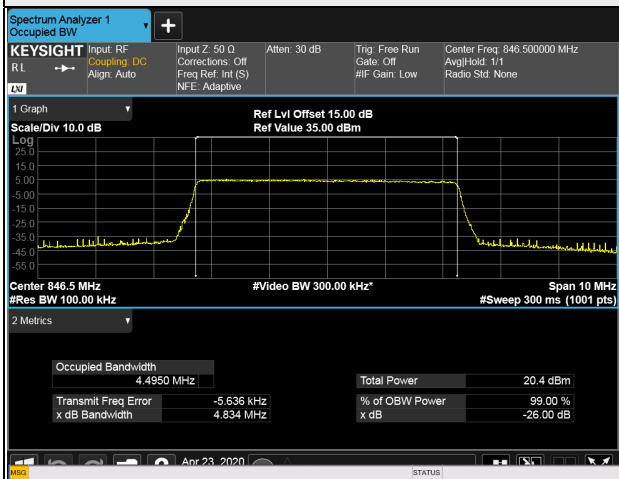 Spectrum Analyzer 1
Occupied BW
+
KEYSIGHT Input: RF Input Z: 50 Ω Atten: 30 dB Trig: Free Run Center Freq: 846.500000 MHz
RL Coupling: DC Corrections: Off Gate: Off Avg|Hold: 1/1
Align: Auto Freq Ref: Int (S) #IF Gain: Low Radio Std: None
LXI NFE: Adaptive
1 Graph
Ref Lvl Offset 15.00 dB
Scale/Div 10.0 dB Ref Value 35.00 dBm
Log
25.0
15.0
5.00
-5.00
-15.0
-25.0
-35.0
-45.0
-55.0
Center 846.5 MHz #Video BW 300.00 kHz* Span 10 MHz
#Res BW 100.00 kHz #Sweep 300 ms (1001 pts)
2 Metrics
Occupied Bandwidth
4.4950 MHz Total Power 20.4 dBm
Transmit Freq Error -5.636 kHz % of OBW Power 99.00 %
x dB Bandwidth 4.834 MHz x dB -26.00 dB
Apr 23, 2020
MSG STATUS